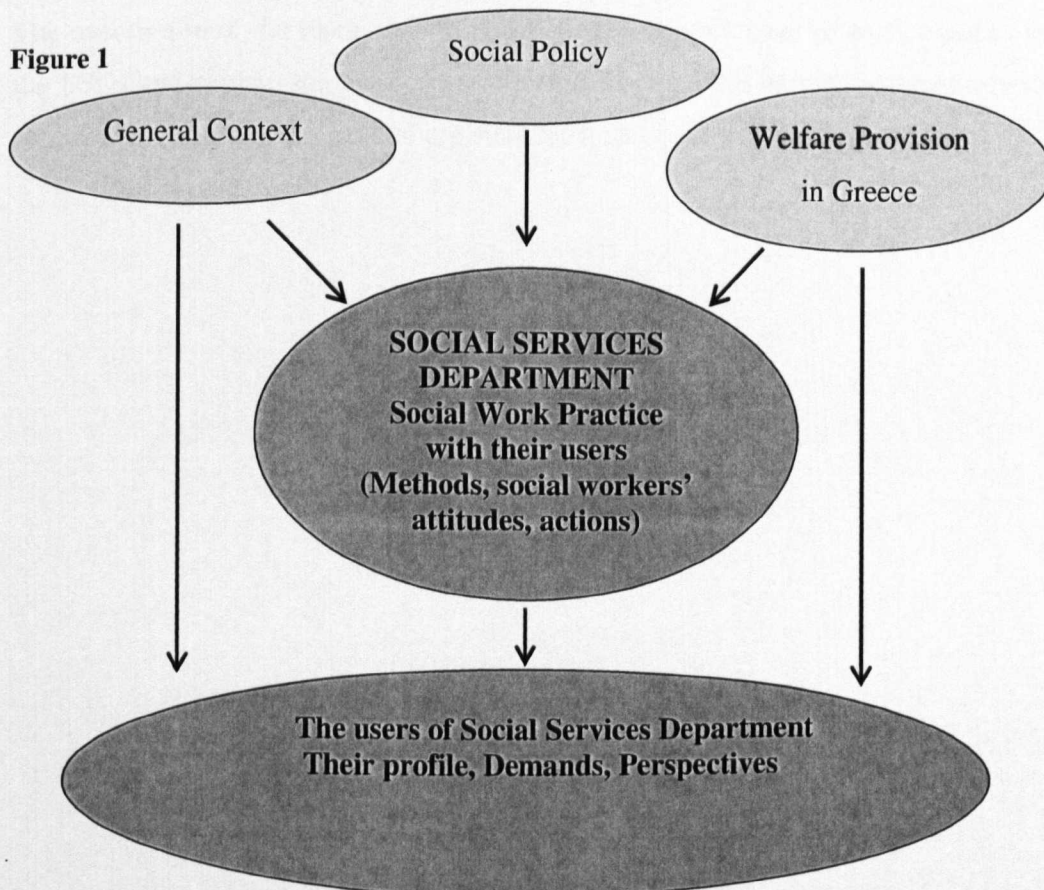 Figure 1
Social Policy
General Context
Welfare Provision
in Greece
SOCIAL SERVICES
DEPARTMENT
Social Work Practice
with their users
(Methods, social workers’
attitudes, actions)
The users of Social Services Department
Their profile, Demands, Perspectives